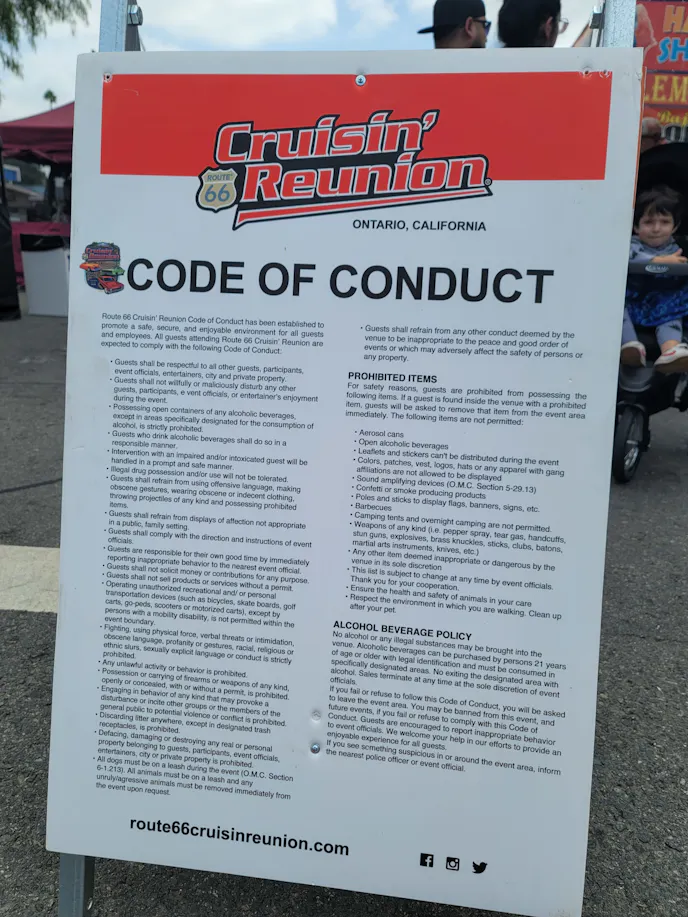 Cruisin'
ROUTE
66
Reunion
ONTARIO, CALIFORNIA
CODE OF CONDUCT
Route 66 Cruisin' Reunion Code of Conduct has been established to
promote a safe, secure, and enjoyable environment for all guests
and employees. All guests attending Route 66 Cruisin' Reunion are
expected to comply with the following Code of Conduct:
• Guests shall be respectful to all other guests, participants,
event officials, entertainers, city and private property.
• Guests shall not willfully or maliciously disturb any other
guests, participants, e vent officials, or entertainer's enjoyment
during the event.
• Possessing open containers of any alcoholic beverages,
except in areas specifically designated for the consumption of
alcohol, is strictly prohibited.
• Guests who drink alcoholic beverages shall do so in a
responsible manner.
• Intervention with an impaired and/or intoxicated guest will be
handled in a prompt and safe manner.
• Illegal drug possession and/or use will not be tolerated.
• Guests shall refrain from using offensive language, making
obscene gestures, wearing obscene or indecent clothing,
throwing projectiles of any kind and possessing prohibited
items.
• Guests shall refrain from displays of affection not appropriate
in a public, family setting.
• Guests shall comply with the direction and instructions of event
officials.
• Guests are responsible for their own good time by immediately
reporting inappropriate behavior to the nearest event official.
• Guests shall not solicit money or contributions for any purpose.
• Guests shall not sell products or services without a permit.
• Operating unauthorized recreational and/ or personal
transportation devices (such as bicycles, skate boards, golf
carts, go-peds, scooters or motorized carts), except by
persons with a mobility disability, is not permitted within the
event boundary.
• Fighting, using physical force, verbal threats or intimidation,
obscene language, profanity or gestures, racial, religious or
ethnic slurs, sexually explicit language or conduct is strictly
prohibited.
• Any unlawful activity or behavior is prohibited.
• Possession or carrying of firearms or weapons of any kind,
openly or concealed, with or without a permit, is prohibited.
• Engaging in behavior of any kind that may provoke a
disturbance or incite other groups or the members of the
general public to potential violence or conflict is prohibited.
• Discarding litter anywhere, except in designated trash
receptacles, is prohibited.
• Defacing, damaging or destroying any real or personal
property belonging to guests, participants, event officials,
entertainers, city or private property is prohibited.
• All dogs must be on a leash during the event (O.M.C. Section
6-1.213). All animals must be on a leash and any
unruly/agressive animals must be removed immediately from
the event upon request.
• Guests shall refrain from any other conduct deemed by the
venue to be inappropriate to the peace and good order of
events or which may adversely affect the safety of persons or
any property.
PROHIBITED ITEMS
For safety reasons, guests are prohibited from possessing the
following items. If a guest is found inside the venue with a prohibited
item, guests will be asked to remove that item from the event area
immediately. The following items are not permitted:
• Aerosol cans
• Open alcoholic beverages
• Leaflets and stickers can't be distributed during the event
• Colors, patches, vest, logos, hats or any apparel with gang
affiliations are not allowed to be displayed
• Sound amplifying devices (O.M.C. Section 5-29.13)
• Confetti or smoke producing products
• Poles and sticks to display flags, banners, signs, etc.
• Barbecues
• Camping tents and overnight camping are not permitted.
• Weapons of any kind (i.e. pepper spray, tear gas, handcuffs,
stun guns, explosives, brass knuckles, sticks, clubs, batons,
martial arts instruments, knives, etc.)
• Any other item deemed inappropriate or dangerous by the
venue in its sole discretion
• This list is subject to change at any time by event officials.
Thank you for your cooperation.
• Ensure the health and safety of animals in your care
• Respect the environment in which you are walking. Clean up
after your pet.
ALCOHOL BEVERAGE POLICY
No alcohol or any illegal substances may be brought into the
venue. Alcoholic beverages can be purchased by persons 21 years
of age or older with legal identification and must be consumed in
specifically designated areas. No exiting the designated area with
alcohol. Sales terminate at any time at the sole discretion of event
officials.
If you fail or refuse to follow this Code of Conduct, you will be asked
to leave the event area. You may be banned from this event, and
future events, if you fail or refuse to comply with this Code of
Conduct. Guests are encouraged to report inappropriate behavior
to event officials. We welcome your help in our efforts to provide an
enjoyable experience for all guests.
If you see something suspicious in or around the event area, inform
the nearest police officer or event official.
route66cruisinreunion.com